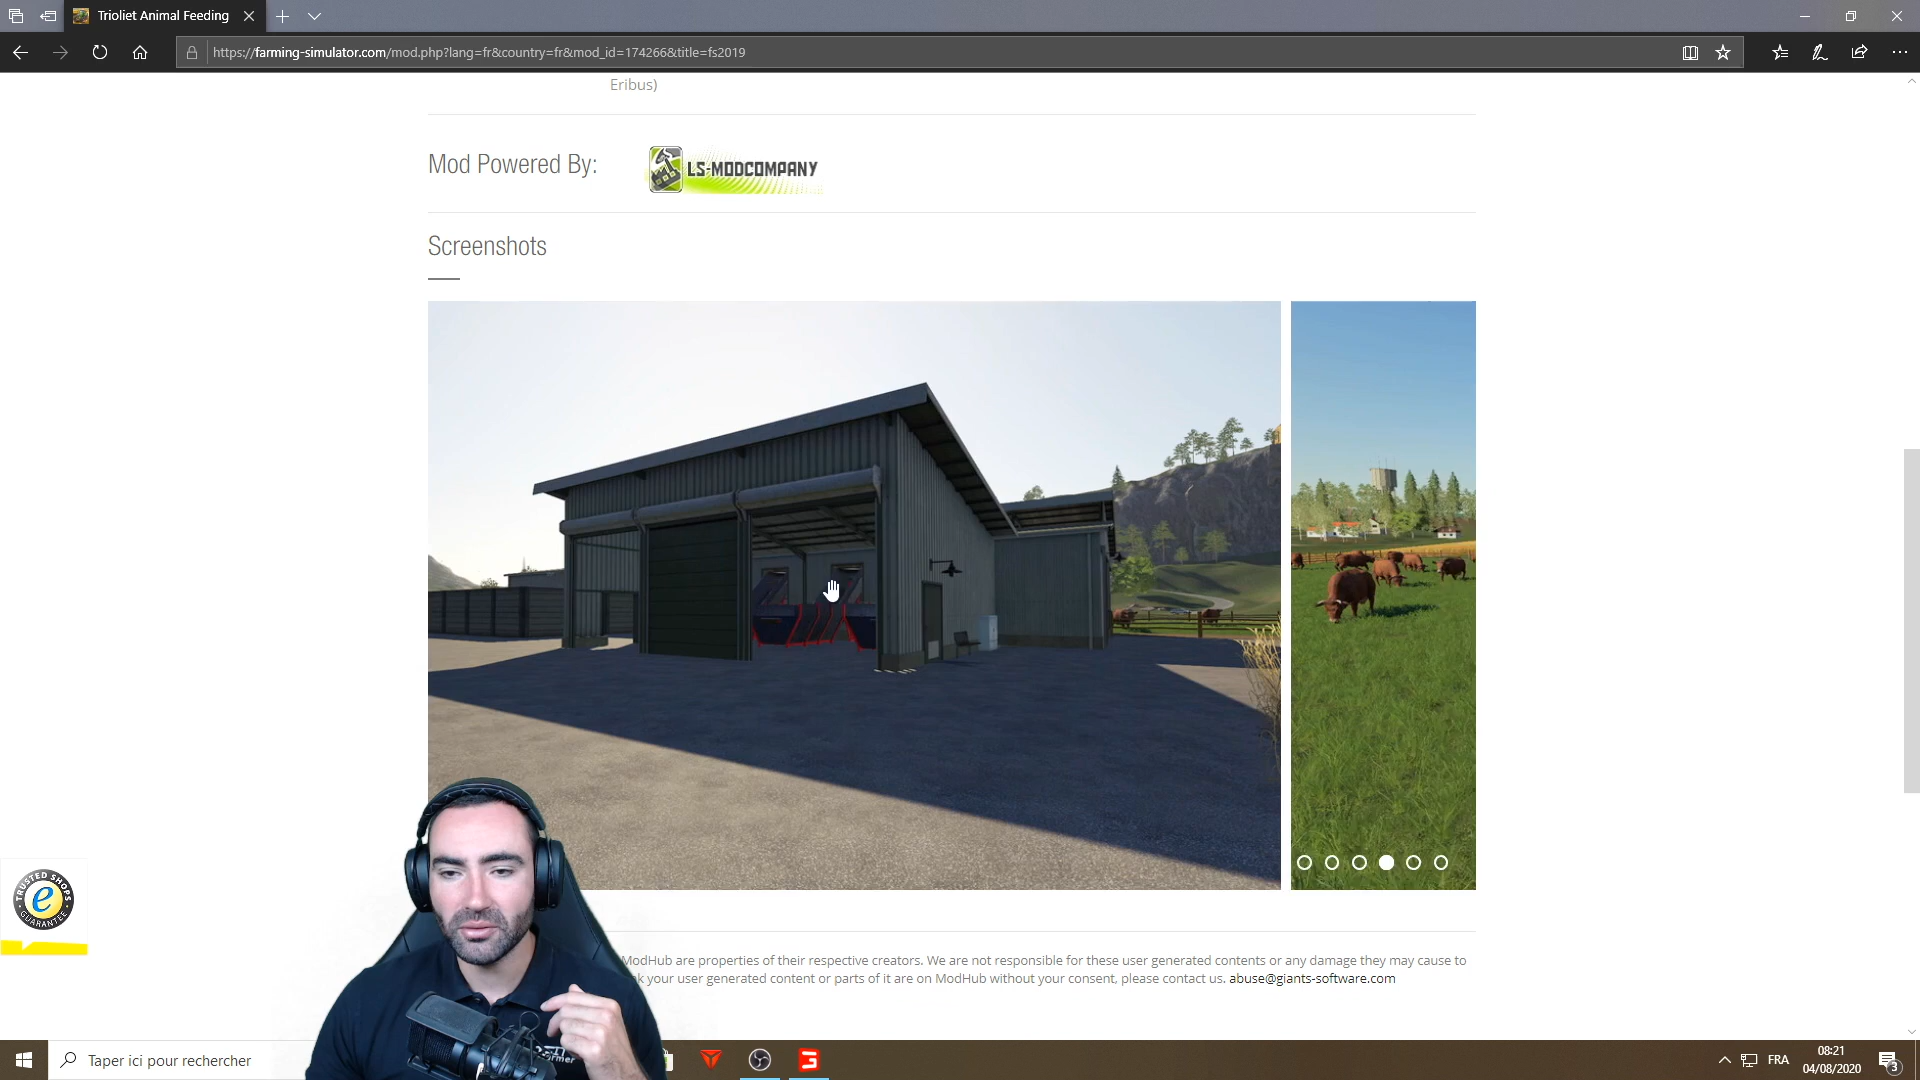 Trioliet Animal Feeding
https://farming-simulator.com/mod.php?lang=fr&country=fr&mod_id=174266&title=fs2019
Eribus)
Mod Powered By:
LS-MODCOMPANY
Screenshots
TRUSTED SHOPS
e
GUARANTEE
ModHub are properties of their respective creators. We are not responsible for these user generated contents or any damage they may cause to
k your user generated content or parts of it are on ModHub without your consent, please contact us. abuse@giants-software.com
Taper ici pour rechercher
FRA
08:21
04/08/2020
3